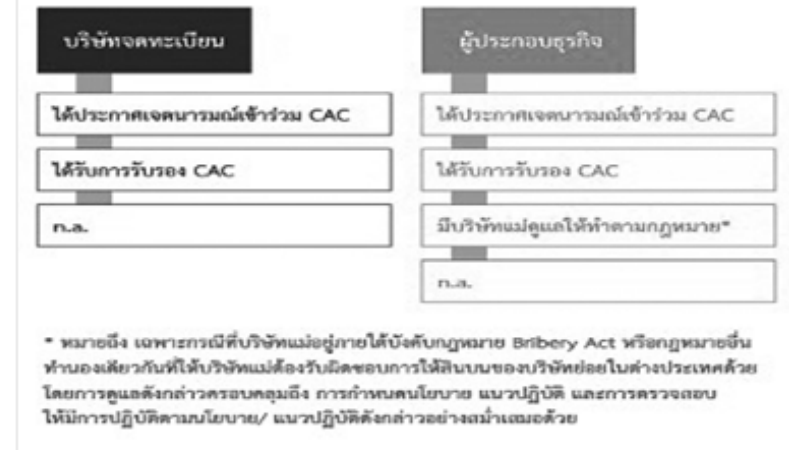 บริษัทจดทะเบียน
ได้ประกาศเจตนารมณ์เข้าร่วม CAC
ได้รับการรับรอง CAC
n.a.
ผู้ประกอบธุรกิจ
ได้ประกาศเจตนารมณ์เข้าร่วม CAC
ได้รับการรับรอง CAC
มีบริษัทแม่ดูแลให้ทำตามกฎหมาย*
n.a.
* หมายถึง เฉพาะกรณีที่บริษัทแม่อยู่ภายใต้บังคับกฎหมาย Bribery Act หรือกฎหมายอื่น
ทำนองเดียวกันที่ให้บริษัทแม่ต้องรับผิดชอบการให้สินบนของบริษัทย่อยในต่างประเทศด้วย
โดยการดูแลดังกล่าวครอบคลุมถึง การกำหนดนโยบาย แนวปฏิบัติ และการตรวจสอบ
ให้มีการปฏิบัติตามนโยบาย/ แนวปฏิบัติดังกล่าวอย่างสม่ำเสมอด้วย